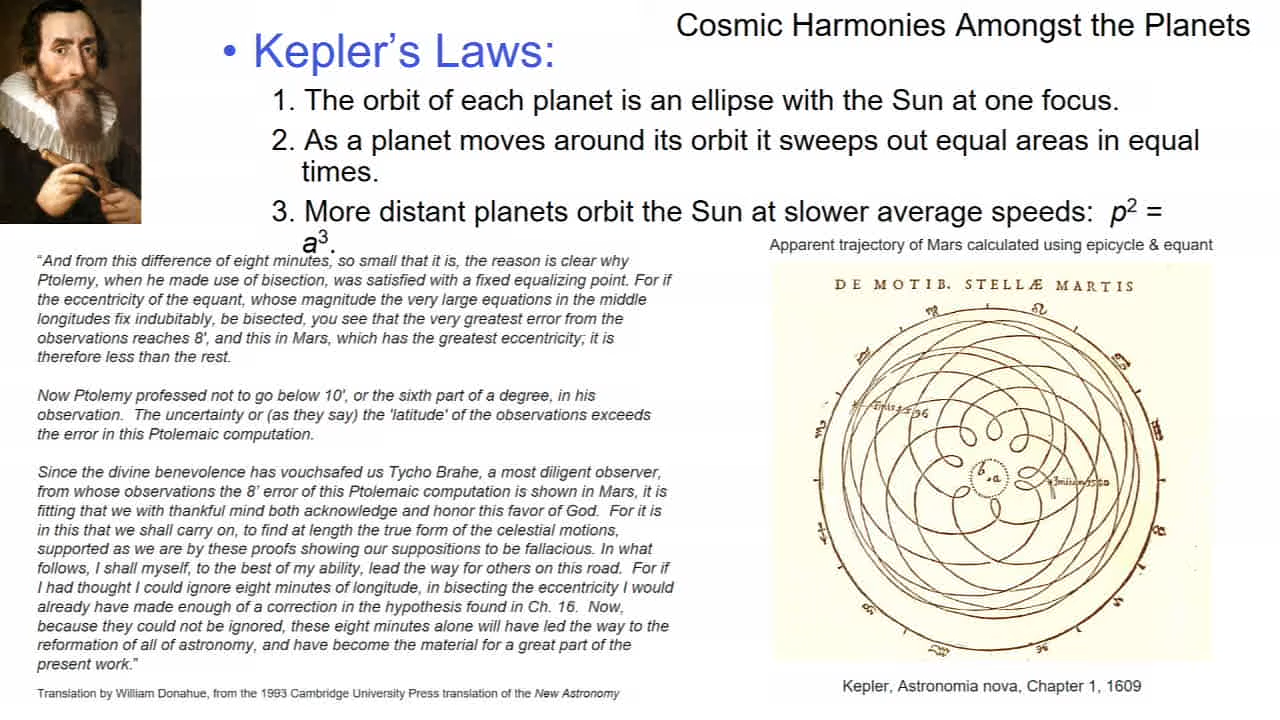 Cosmic Harmonies Amongst the Planets
• Kepler's Laws:
1. The orbit of each planet is an ellipse with the Sun at one focus.
2. As a planet moves around its orbit it sweeps out equal areas in equal
times.
3. More distant planets orbit the Sun at slower average speeds: p² =
a³.
“And from this difference of eight minutes, so small that it is, the reason is clear why
Ptolemy, when he made use of bisection, was satisfied with a fixed equalizing point. For if
the eccentricity of the equant, whose magnitude the very large equations in the middle
longitudes fix indubitably, be bisected, you see that the very greatest error from the
observations reaches 8', and this in Mars, which has the greatest eccentricity; it is
therefore less than the rest.
Now Ptolemy professed not to go below 10', or the sixth part of a degree, in his
observation. The uncertainty or (as they say) the 'latitude' of the observations exceeds
the error in this Ptolemaic computation.
Since the divine benevolence has vouchsafed us Tycho Brahe, a most diligent observer,
from whose observations the 8’ error of this Ptolemaic computation is shown in Mars, it is
fitting that we with thankful mind both acknowledge and honor this favor of God. For it is
in this that we shall carry on, to find at length the true form of the celestial motions,
supported as we are by these proofs showing our suppositions to be fallacious. In what
follows, I shall myself, to the best of my ability, lead the way for others on this road. For if
I had thought I could ignore eight minutes of longitude, in bisecting the eccentricity I would
already have made enough of a correction in the hypothesis found in Ch. 16. Now,
because they could not be ignored, these eight minutes alone will have led the way to the
reformation of all of astronomy, and have become the material for a great part of the
present work.”
Translation by William Donahue, from the 1993 Cambridge University Press translation of the New Astronomy
Apparent trajectory of Mars calculated using epicycle & equant
DE MOTIB. STELLÆ MARTIS
b
a
Kepler, Astronomia nova, Chapter 1, 1609